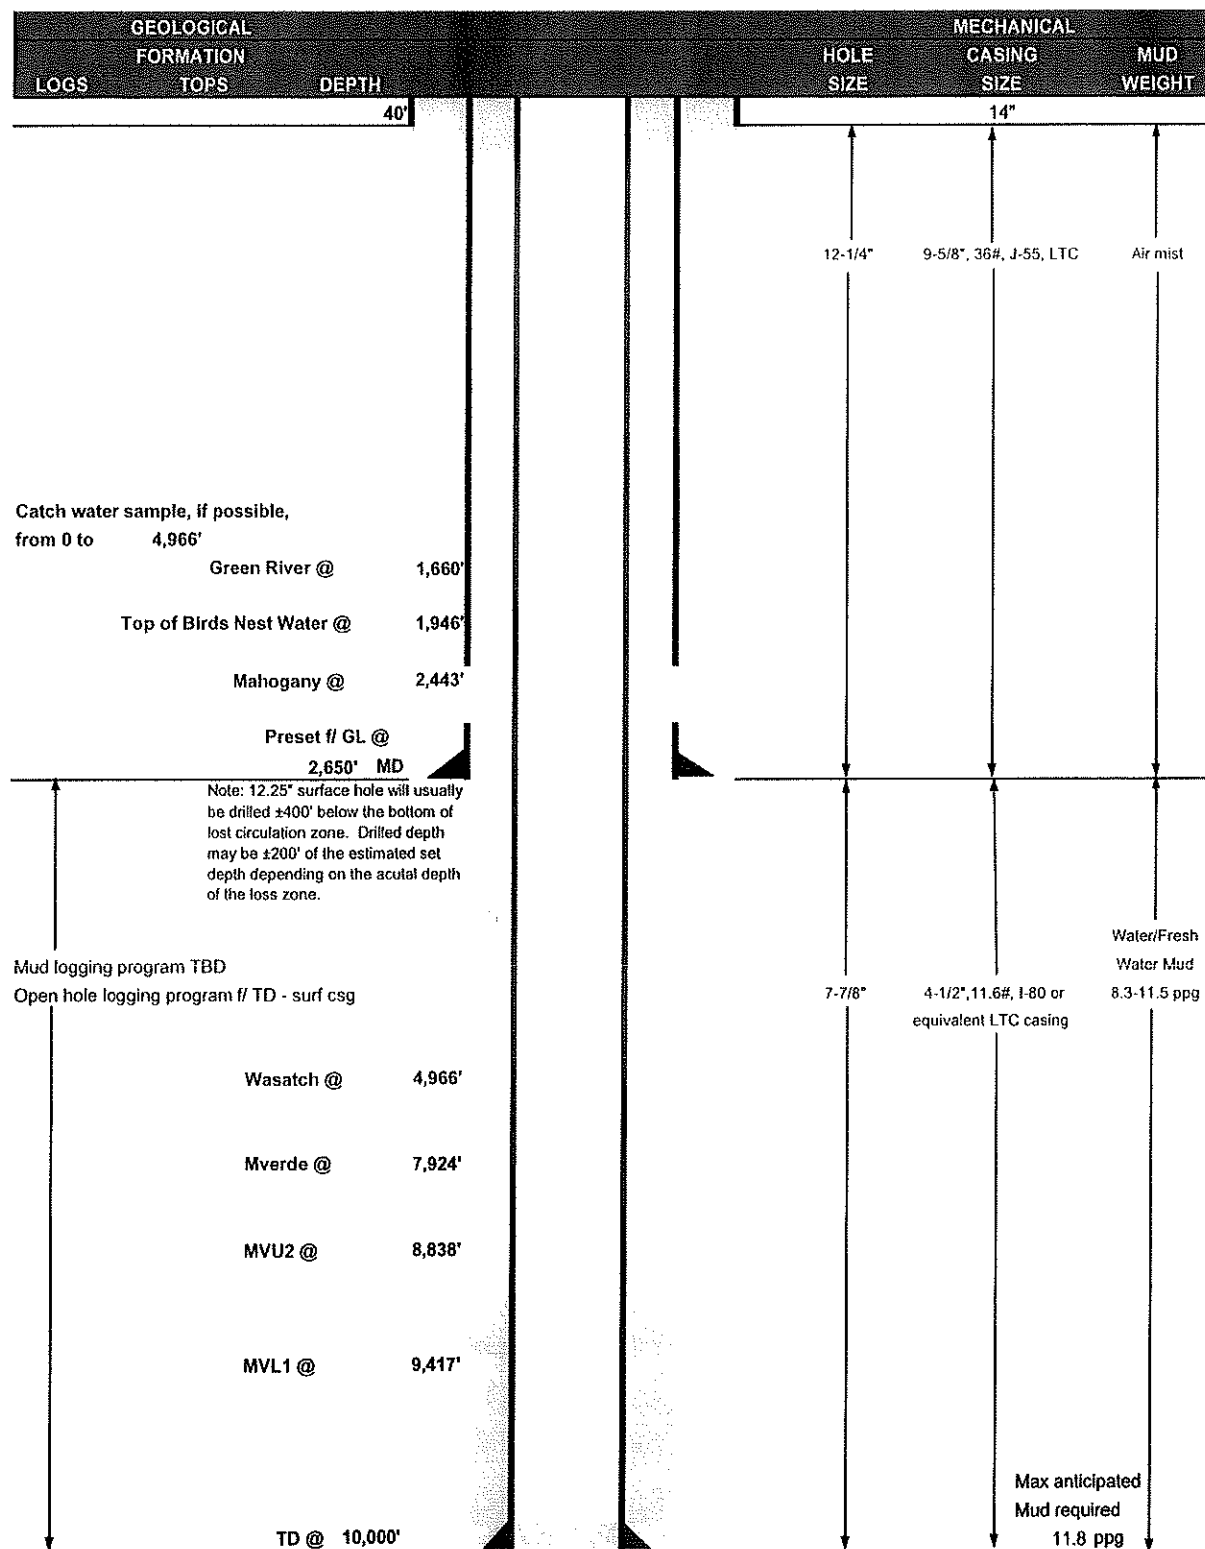 GEOLOGICAL MECHANICAL
FORMATION HOLE CASING MUD
LOGS TOPS DEPTH SIZE SIZE WEIGHT
40' 14"
12-1/4" 9-5/8", 36#, J-55, LTC Air mist
Catch water sample, if possible,
from 0 to 4,966'
Green River @ 1,660'
Top of Birds Nest Water @ 1,946'
Mahogany @ 2,443'
Preset f/ GL @
2,650' MD
Note: 12.25" surface hole will usually
be drilled ±400' below the bottom of
lost circulation zone. Drilled depth
may be ±200' of the estimated set
depth depending on the acutal depth
of the loss zone.
Water/Fresh
Mud logging program TBD Water Mud
Open hole logging program f/ TD - surf csg 7-7/8" 4-1/2",11.6#, I-80 or 8.3-11.5 ppg
equivalent LTC casing
Wasatch @ 4,966'
Mverde @ 7,924'
MVU2 @ 8,838'
MVL1 @ 9,417'
Max anticipated
Mud required
TD @ 10,000' 11.8 ppg